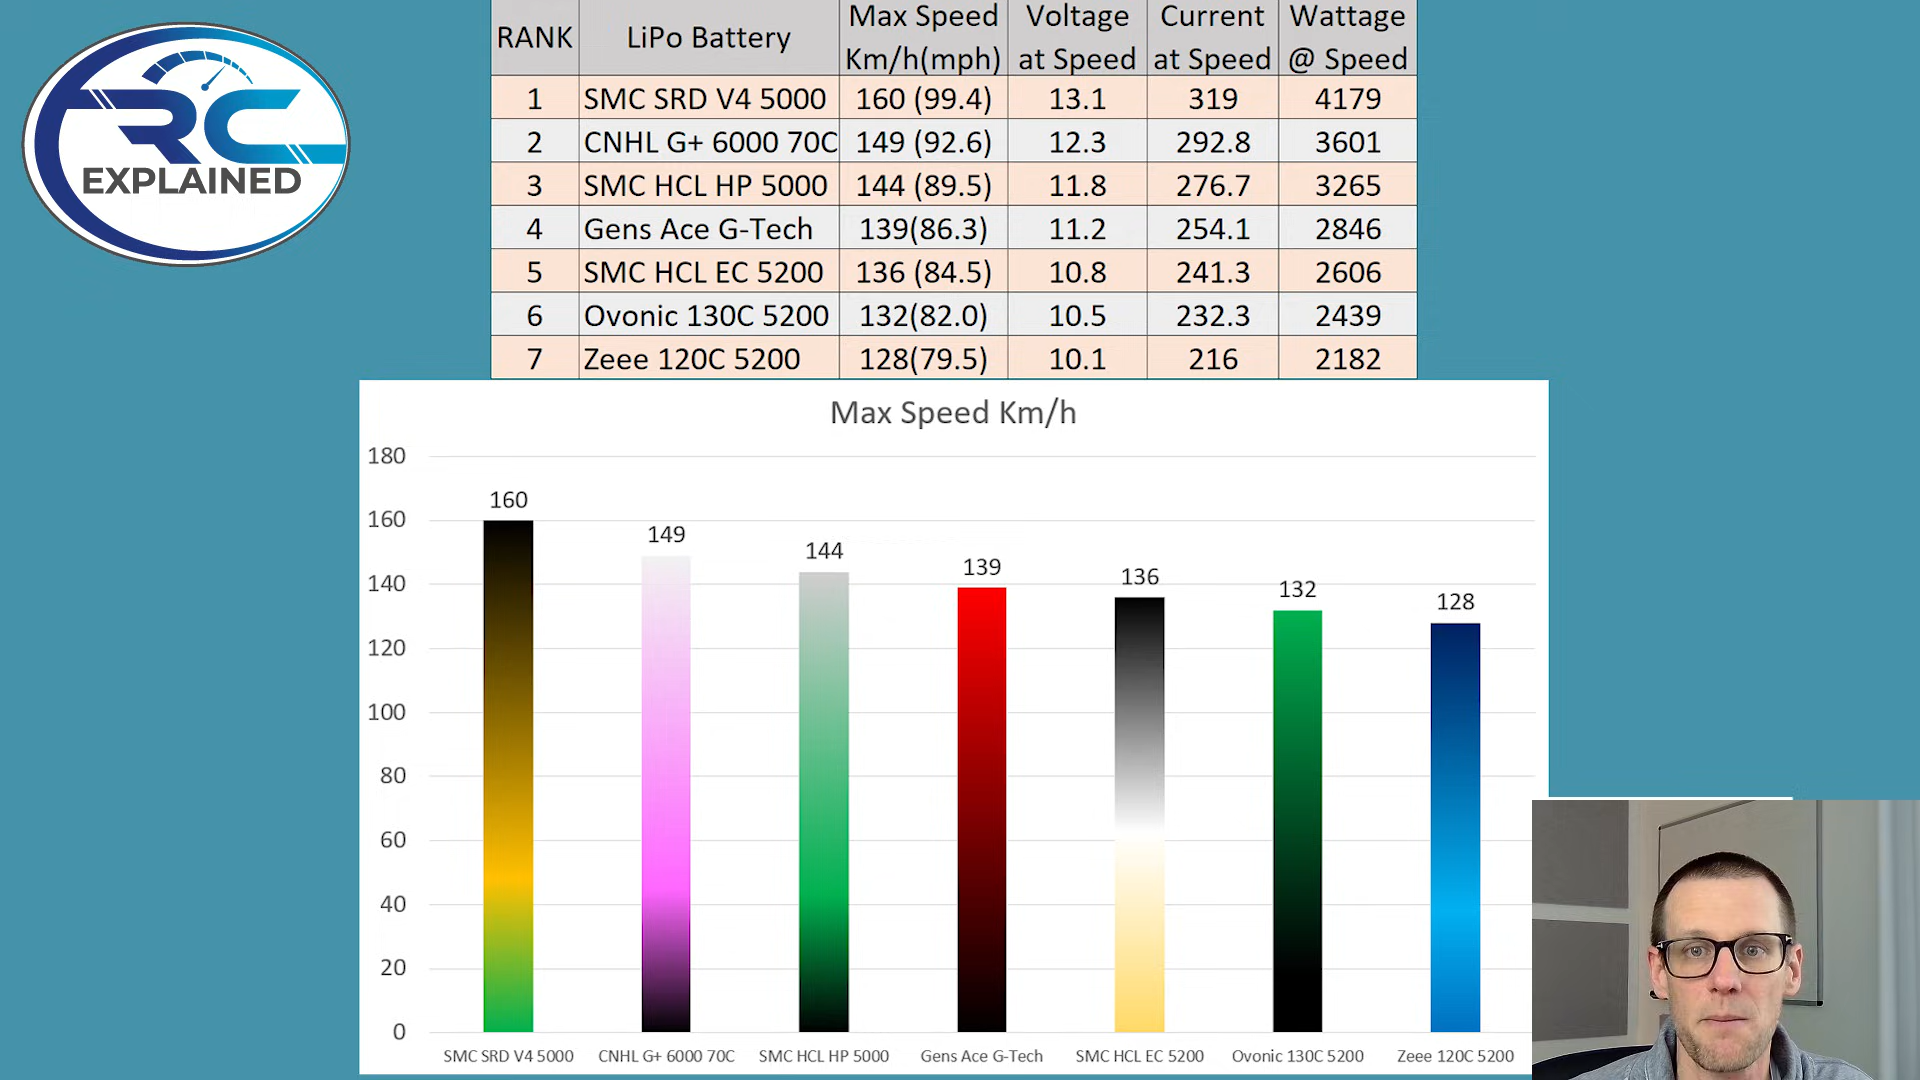 RC
EXPLAINED
RANK LiPo Battery Max Speed Km/h(mph) Voltage at Speed Current at Speed Wattage @ Speed
1 SMC SRD V4 5000 160 (99.4) 13.1 319 4179
2 CNHL G+ 6000 70C 149 (92.6) 12.3 292.8 3601
3 SMC HCL HP 5000 144 (89.5) 11.8 276.7 3265
4 Gens Ace G-Tech 139(86.3) 11.2 254.1 2846
5 SMC HCL EC 5200 136 (84.5) 10.8 241.3 2606
6 Ovonic 130C 5200 132(82.0) 10.5 232.3 2439
7 Zeee 120C 5200 128(79.5) 10.1 216 2182
Max Speed Km/h
180
160
140
120
100
80
60
40
20
0
160 149 144 139 136 132 128
SMC SRD V4 5000 CNHL G+ 6000 70C SMC HCL HP 5000 Gens Ace G-Tech SMC HCL EC 5200 Ovonic 130C 5200 Zeee 120C 5200